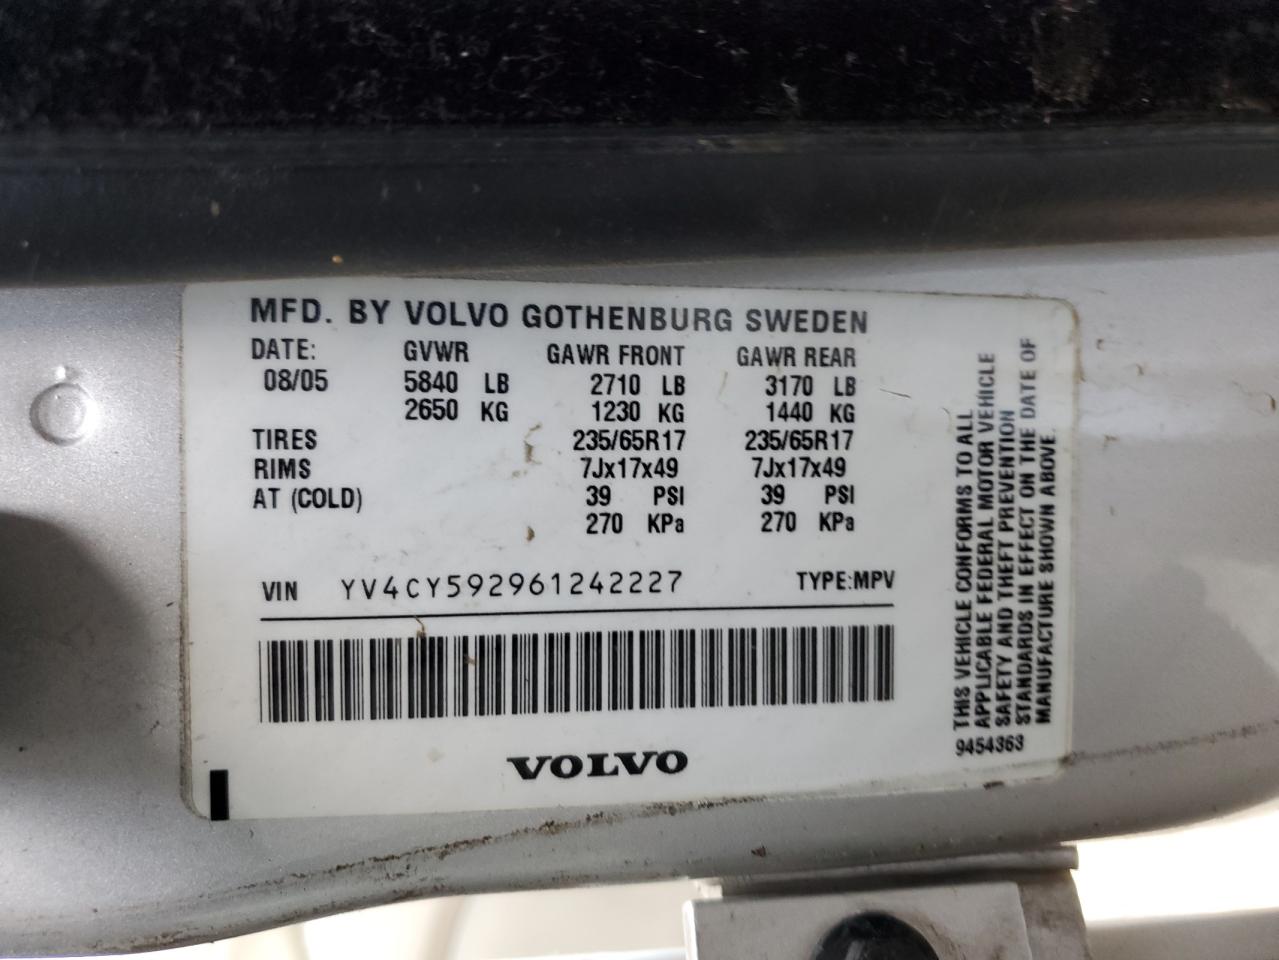 MFD. BY VOLVO GOTHENBURG SWEDEN
DATE: GVWR GAWR FRONT GAWR REAR
08/05 5840 LB 2710 LB 3170 LB
2650 KG 1230 KG 1440 KG
TIRES 235/65R17 235/65R17
RIMS 7Jx17x49 7Jx17x49
AT (COLD) 39 PSI 39 PSI
270 KPa 270 KPa
VIN YV4CY592961242227 TYPE:MPV
VOLVO
THIS VEHICLE CONFORMS TO ALL
APPLICABLE FEDERAL MOTOR VEHICLE
SAFETY AND THEFT PREVENTION
STANDARDS IN EFFECT ON THE DATE OF
MANUFACTURE SHOWN ABOVE.
9454363